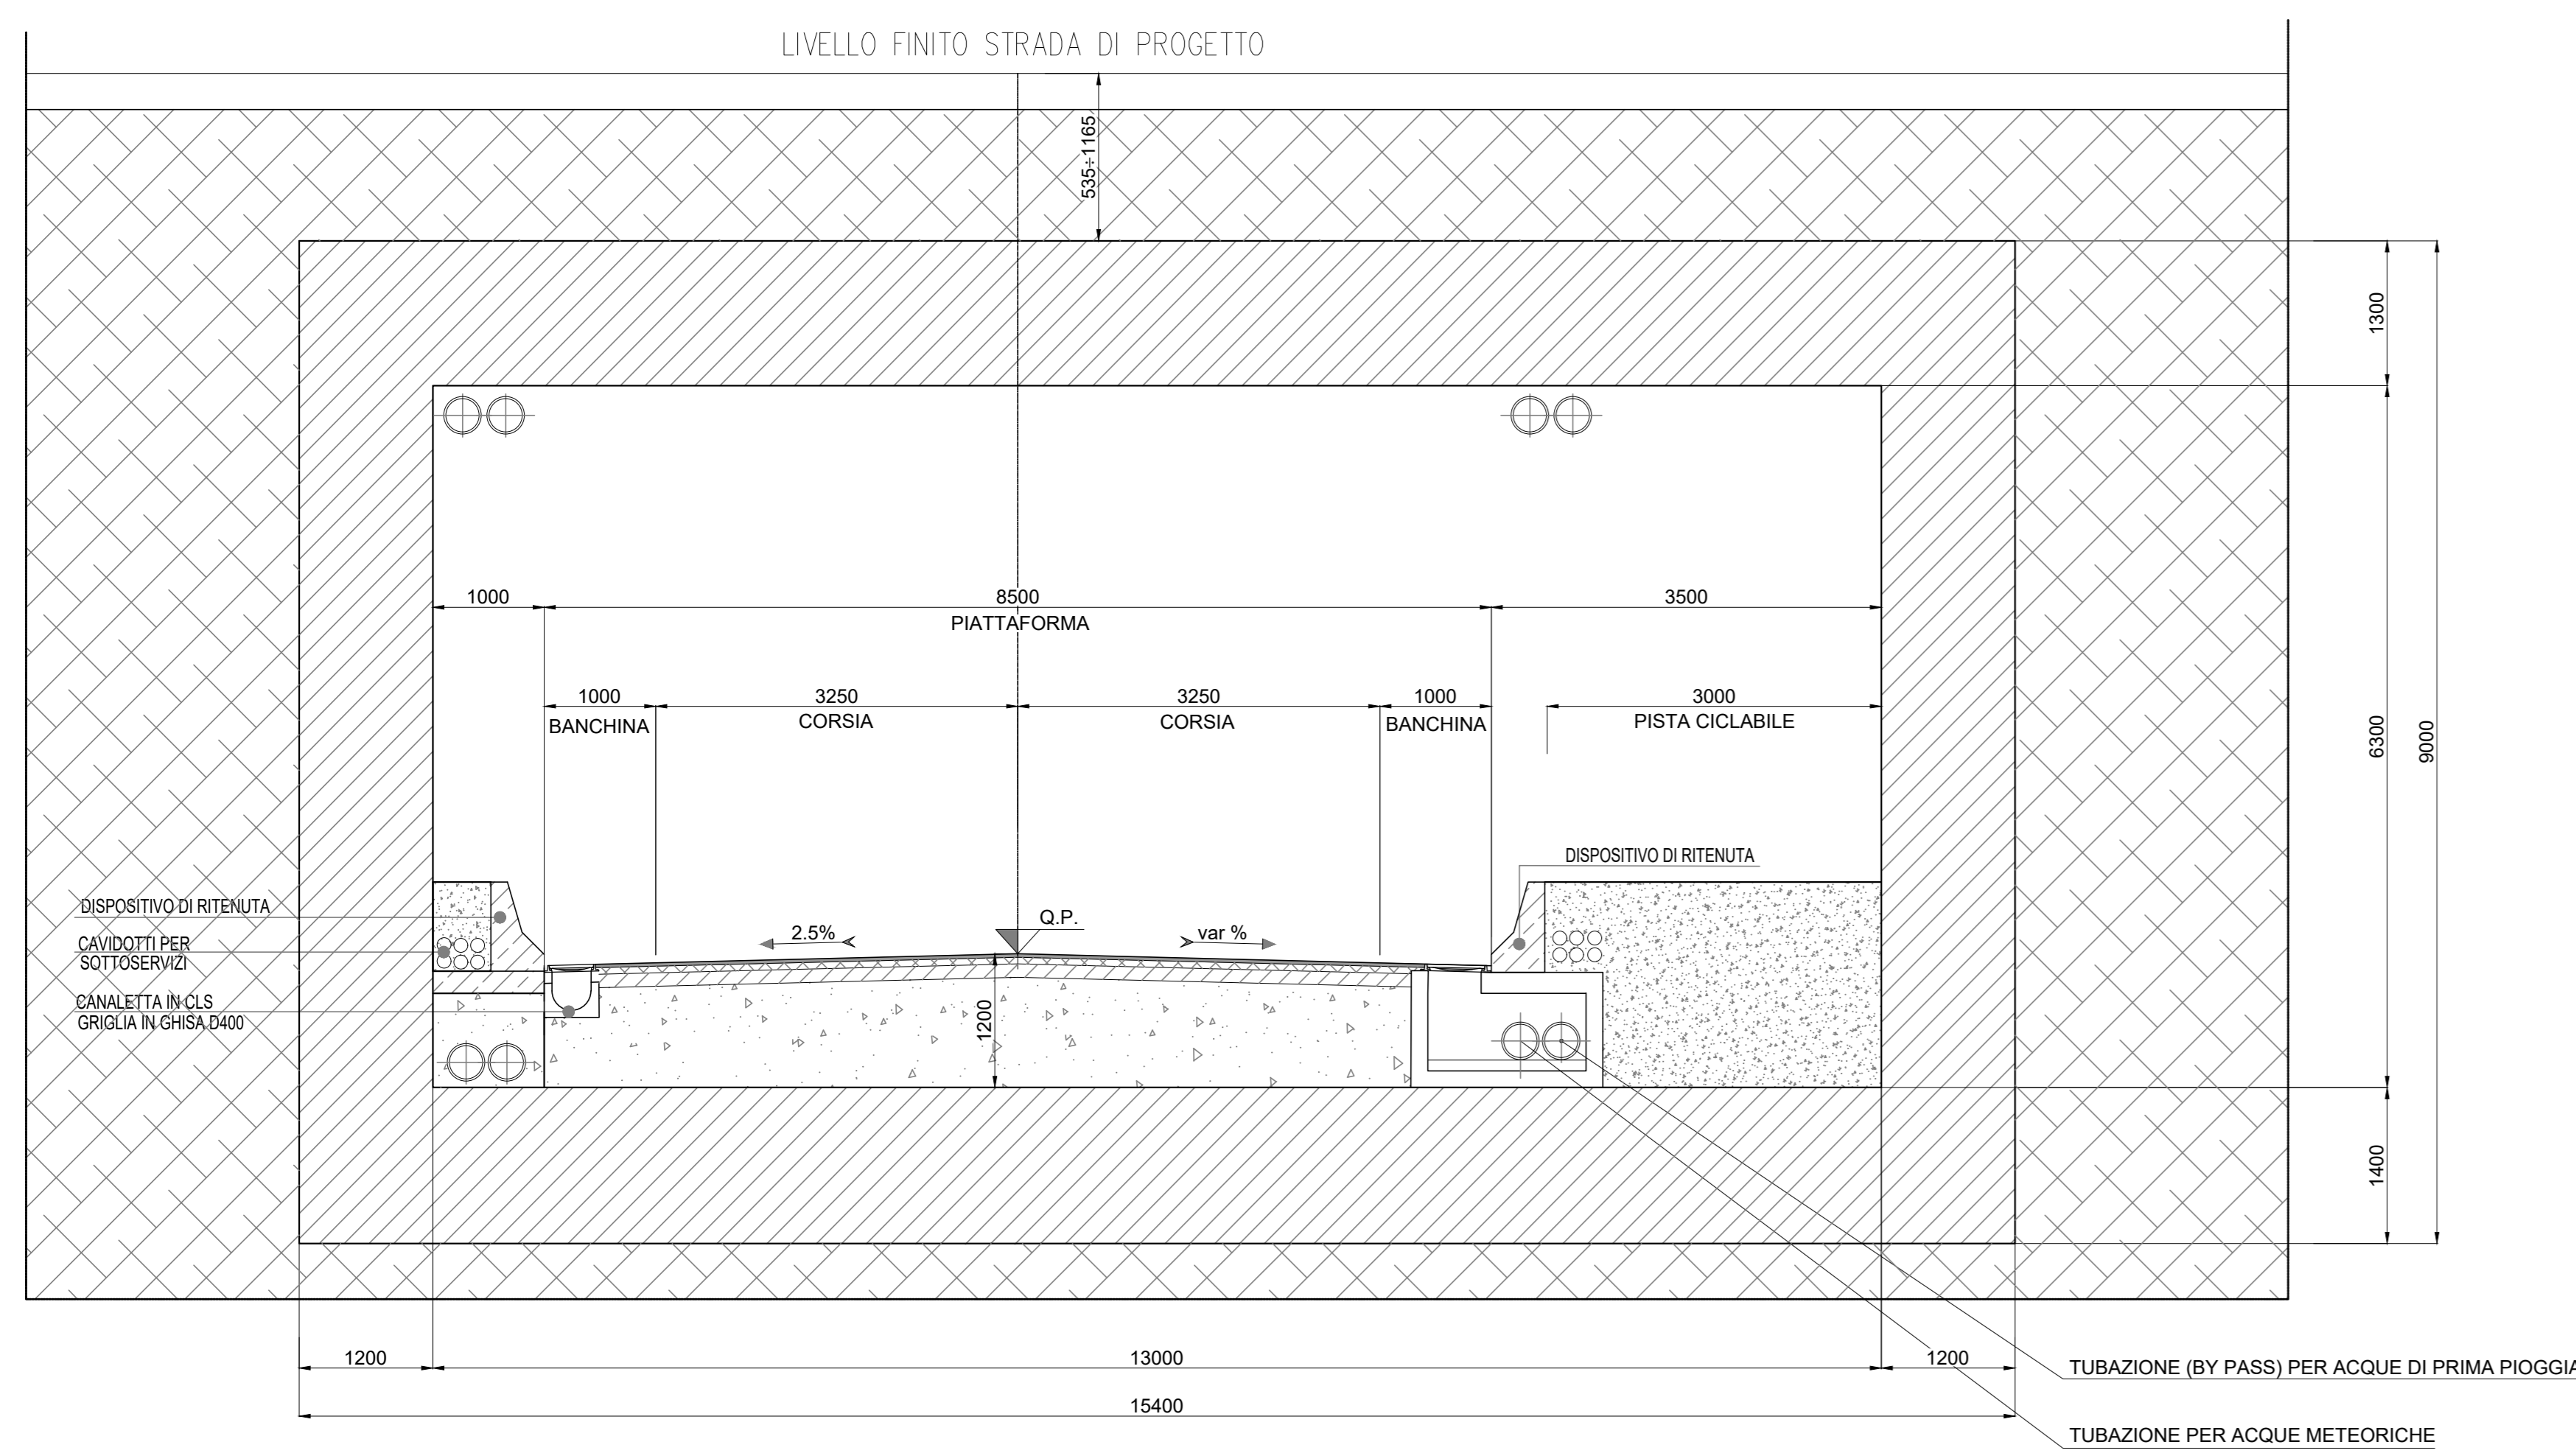 LIVELLO FINITO STRADA DI PROGETTO
535÷1165
1300
1000
8500
3500
PIATTAFORMA
1000
3250
3250
1000
3000
BANCHINA
CORSIA
CORSIA
BANCHINA
PISTA CICLABILE
6300
9000
DISPOSITIVO DI RITENUTA
DISPOSITIVO DI RITENUTA
2.5%
Q.P.
var %
CAVIDOTTI PER
SOTTOSERVIZI
CANALETTA IN CLS
GRIGLIA IN GHISA D400
1200
1400
1200
13000
1200
TUBAZIONE (BY PASS) PER ACQUE DI PRIMA PIOGGIA
15400
TUBAZIONE PER ACQUE METEORICHE